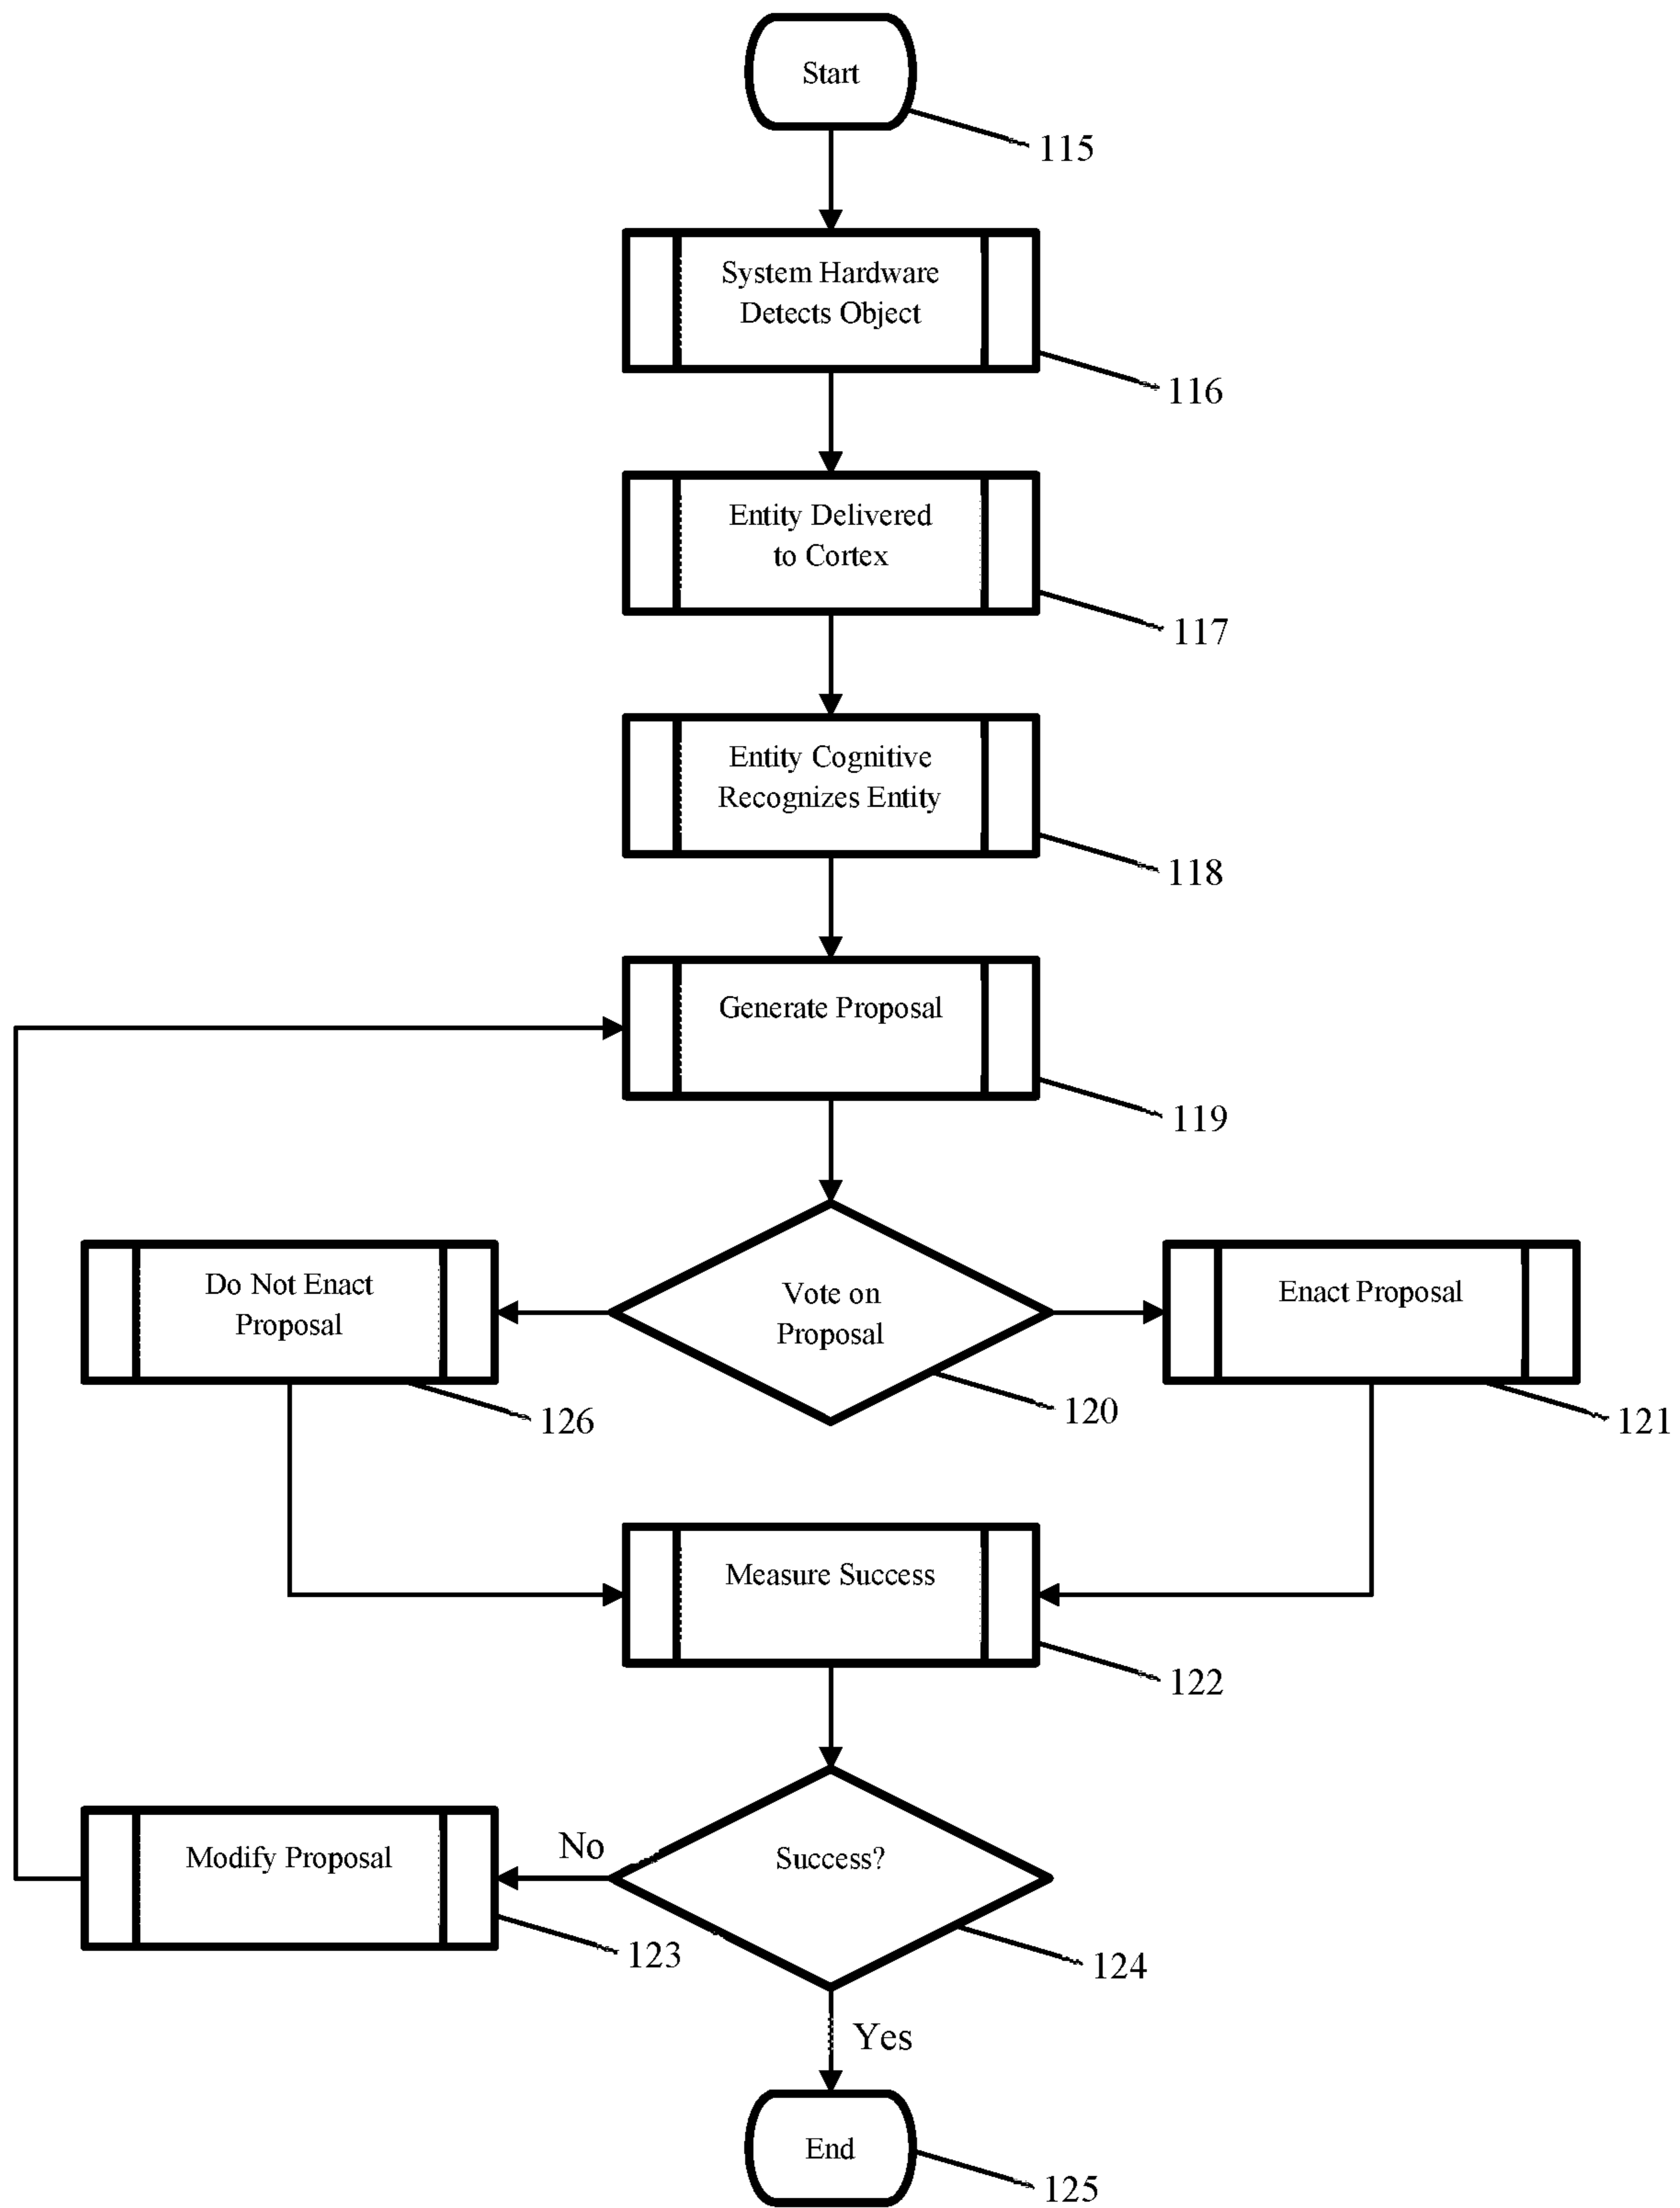 Start
115
System Hardware
Detects Object
116
Entity Delivered
to Cortex
117
Entity Cognitive
Recognizes Entity
118
Generate Proposal
119
Do Not Enact
Proposal
126
Vote on
Proposal
120
Enact Proposal
121
Measure Success
122
Modify Proposal
123
No
Success?
124
Yes
End
125